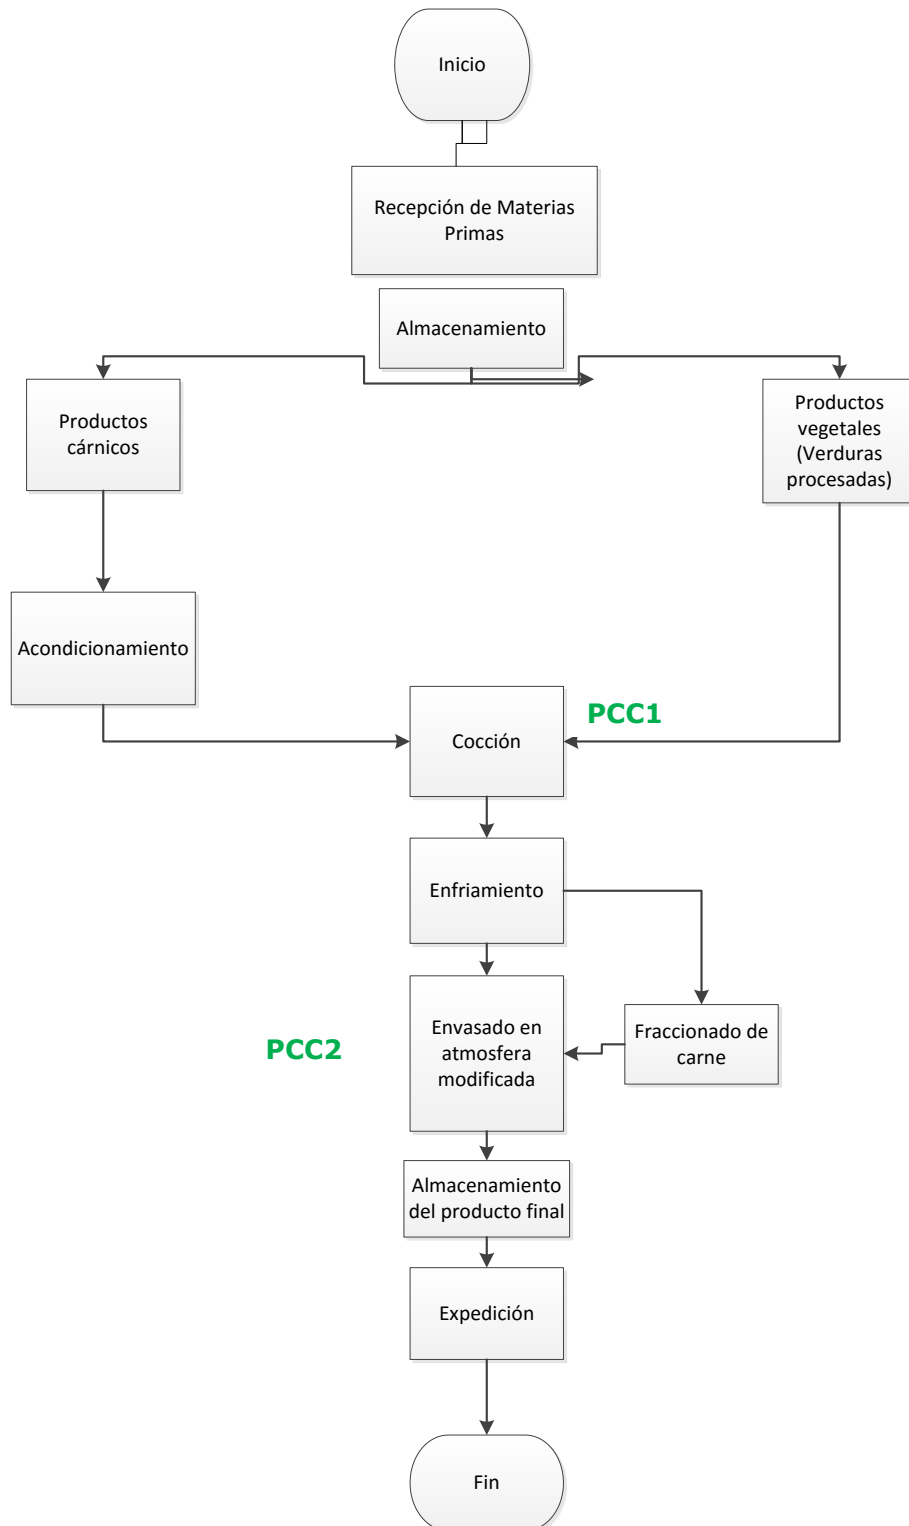 Inicio
Recepción de Materias
Primas
Almacenamiento
Productos
cárnicos
Productos
vegetales
(Verduras
procesadas)
Acondicionamiento
PCC1
Cocción
Enfriamiento
PCC2
Envasado en
atmosfera
modificada
Fraccionado de
carne
Almacenamiento
del producto final
Expedición
Fin